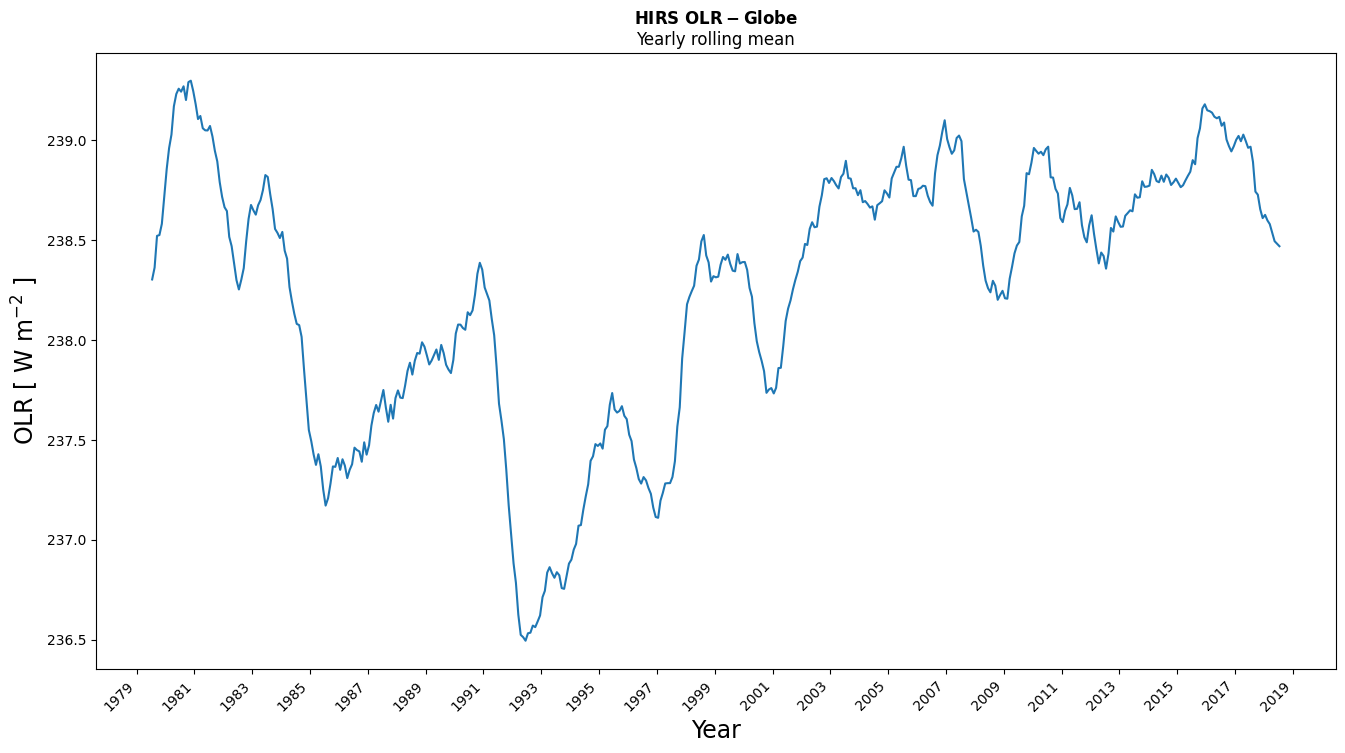 HIRS OLR – Globe
Yearly rolling mean
OLR [ W m⁻² ]
239.0
238.5
238.0
237.5
237.0
236.5
1979 1981 1983 1985 1987 1989 1991 1993 1995 1997 1999 2001 2003 2005 2007 2009 2011 2013 2015 2017 2019
Year